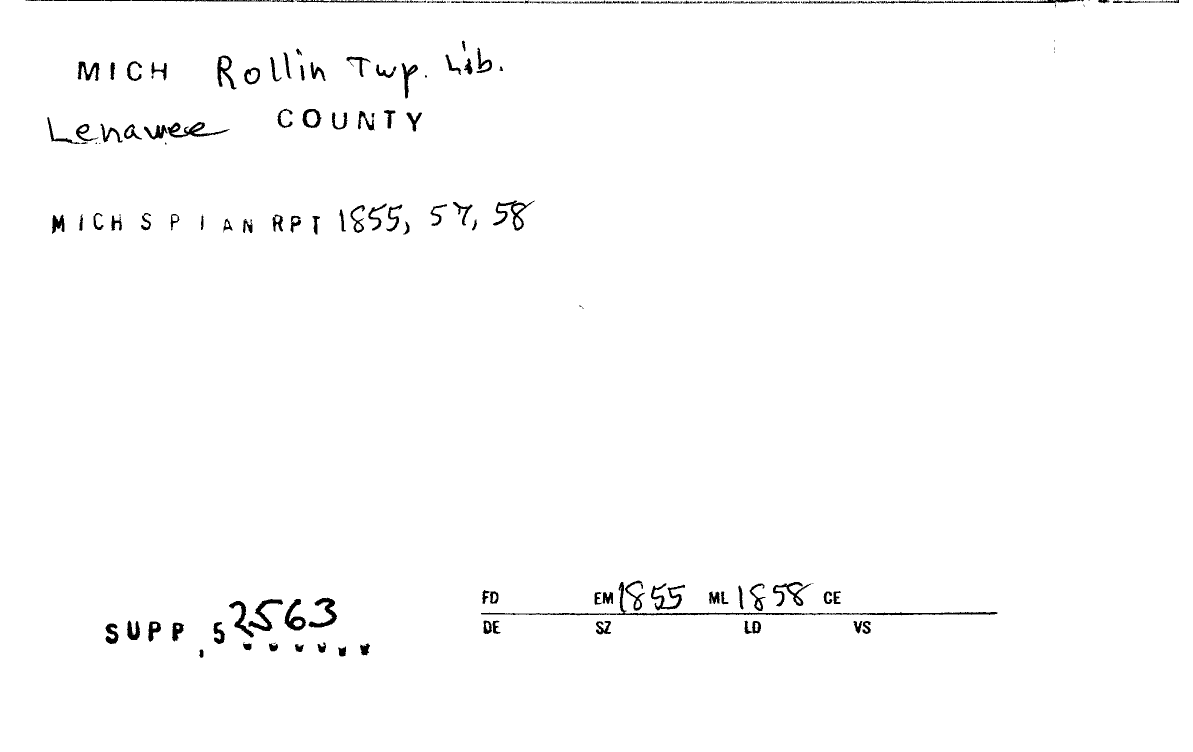 MICH Rollin Twp. Lib.
Lenawee COUNTY
MICH S P I AN RPT 1855, 57, 58
SUPP. 52563
FD EM 1855 ML 1858 CE
DE SZ LD VS